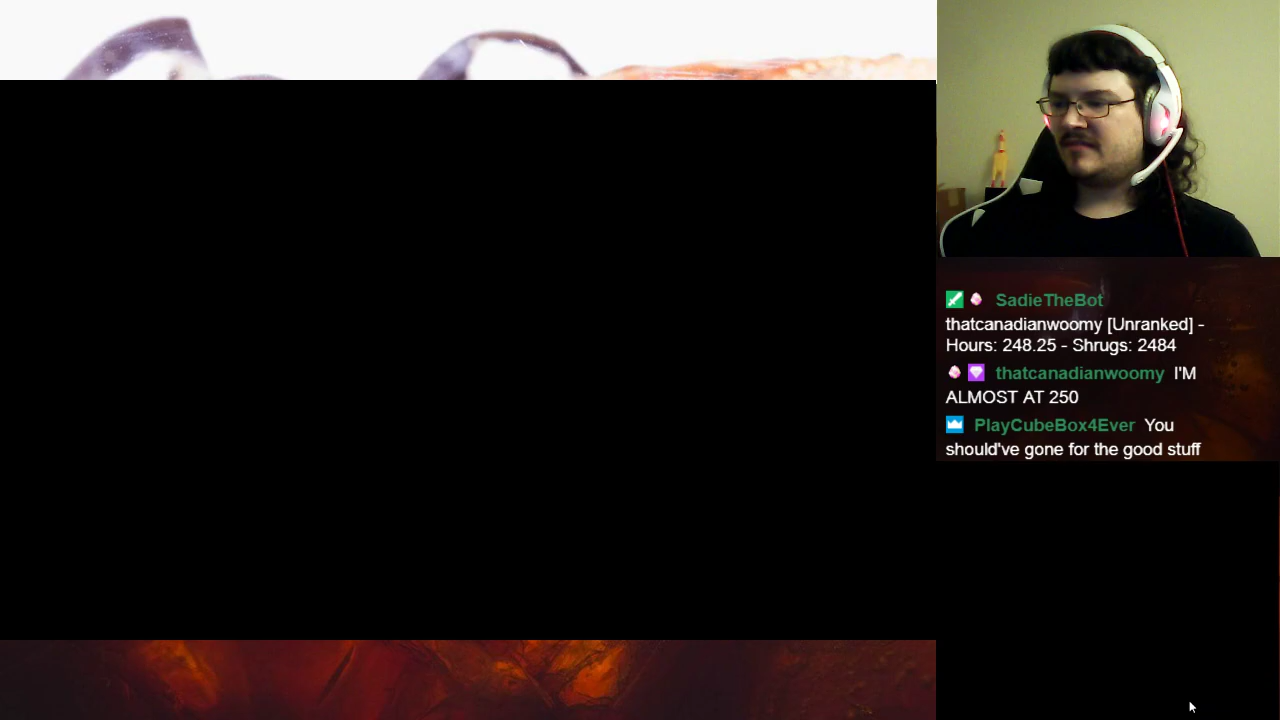 SadieTheBot
thatcanadianwoomy [Unranked] -
Hours: 248.25 - Shrugs: 2484
thatcanadianwoomy I'M
ALMOST AT 250
PlayCubeBox4Ever You
should've gone for the good stuff